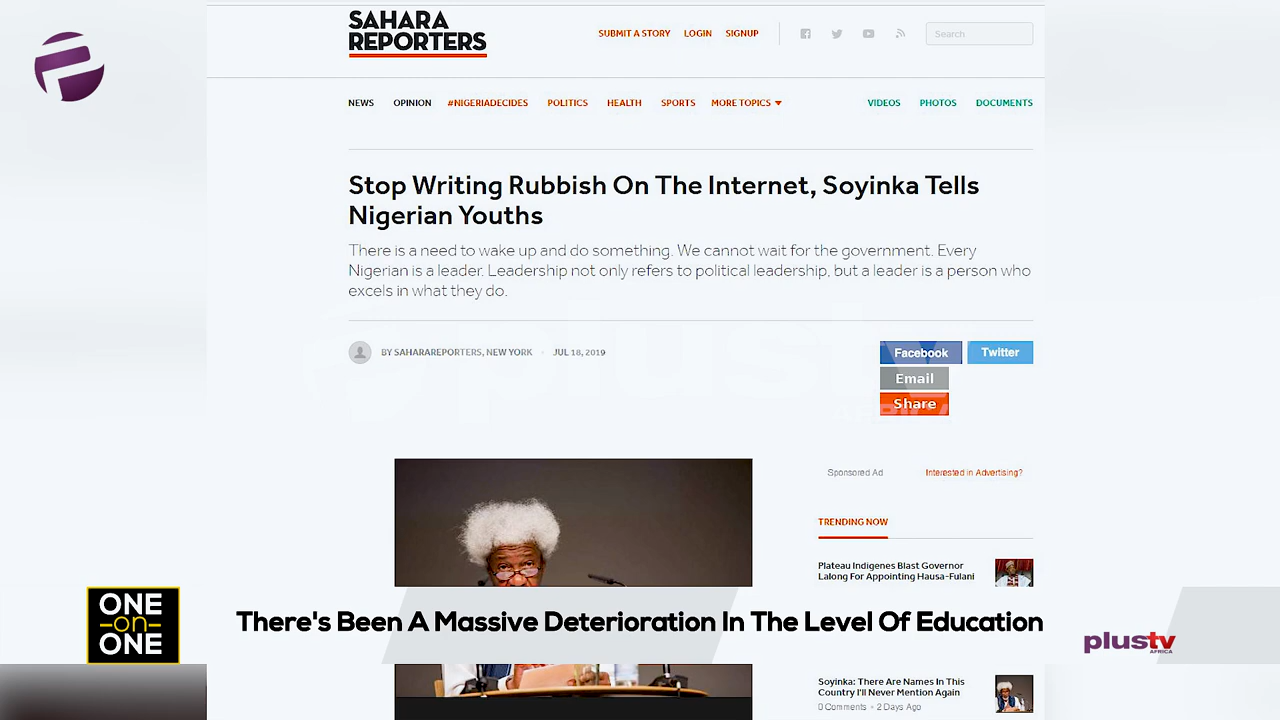 SAHARA
REPORTERS
SUBMIT A STORY LOGIN SIGNUP
Search
NEWS OPINION #NIGERIADECIDES POLITICS HEALTH SPORTS MORE TOPICS
VIDEOS PHOTOS DOCUMENTS
Stop Writing Rubbish On The Internet, Soyinka Tells
Nigerian Youths
There is a need to wake up and do something. We cannot wait for the government. Every
Nigerian is a leader. Leadership not only refers to political leadership, but a leader is a person who
excels in what they do.
BY SAHARAREPORTERS, NEW YORK JUL 18, 2019
Facebook
Twitter
Email
Share
plus tv
AFRICA
Sponsored Ad
Interested in Advertising?
TRENDING NOW
Plateau Indigenes Blast Governor
Lalong For Appointing Hausa-Fulani
ONE
-on-
ONE
There's Been A Massive Deterioration In The Level Of Education
plustv
AFRICA
Soyinka: There Are Names In This
Country I'll Never Mention Again
0 Comments - 2 Days Ago